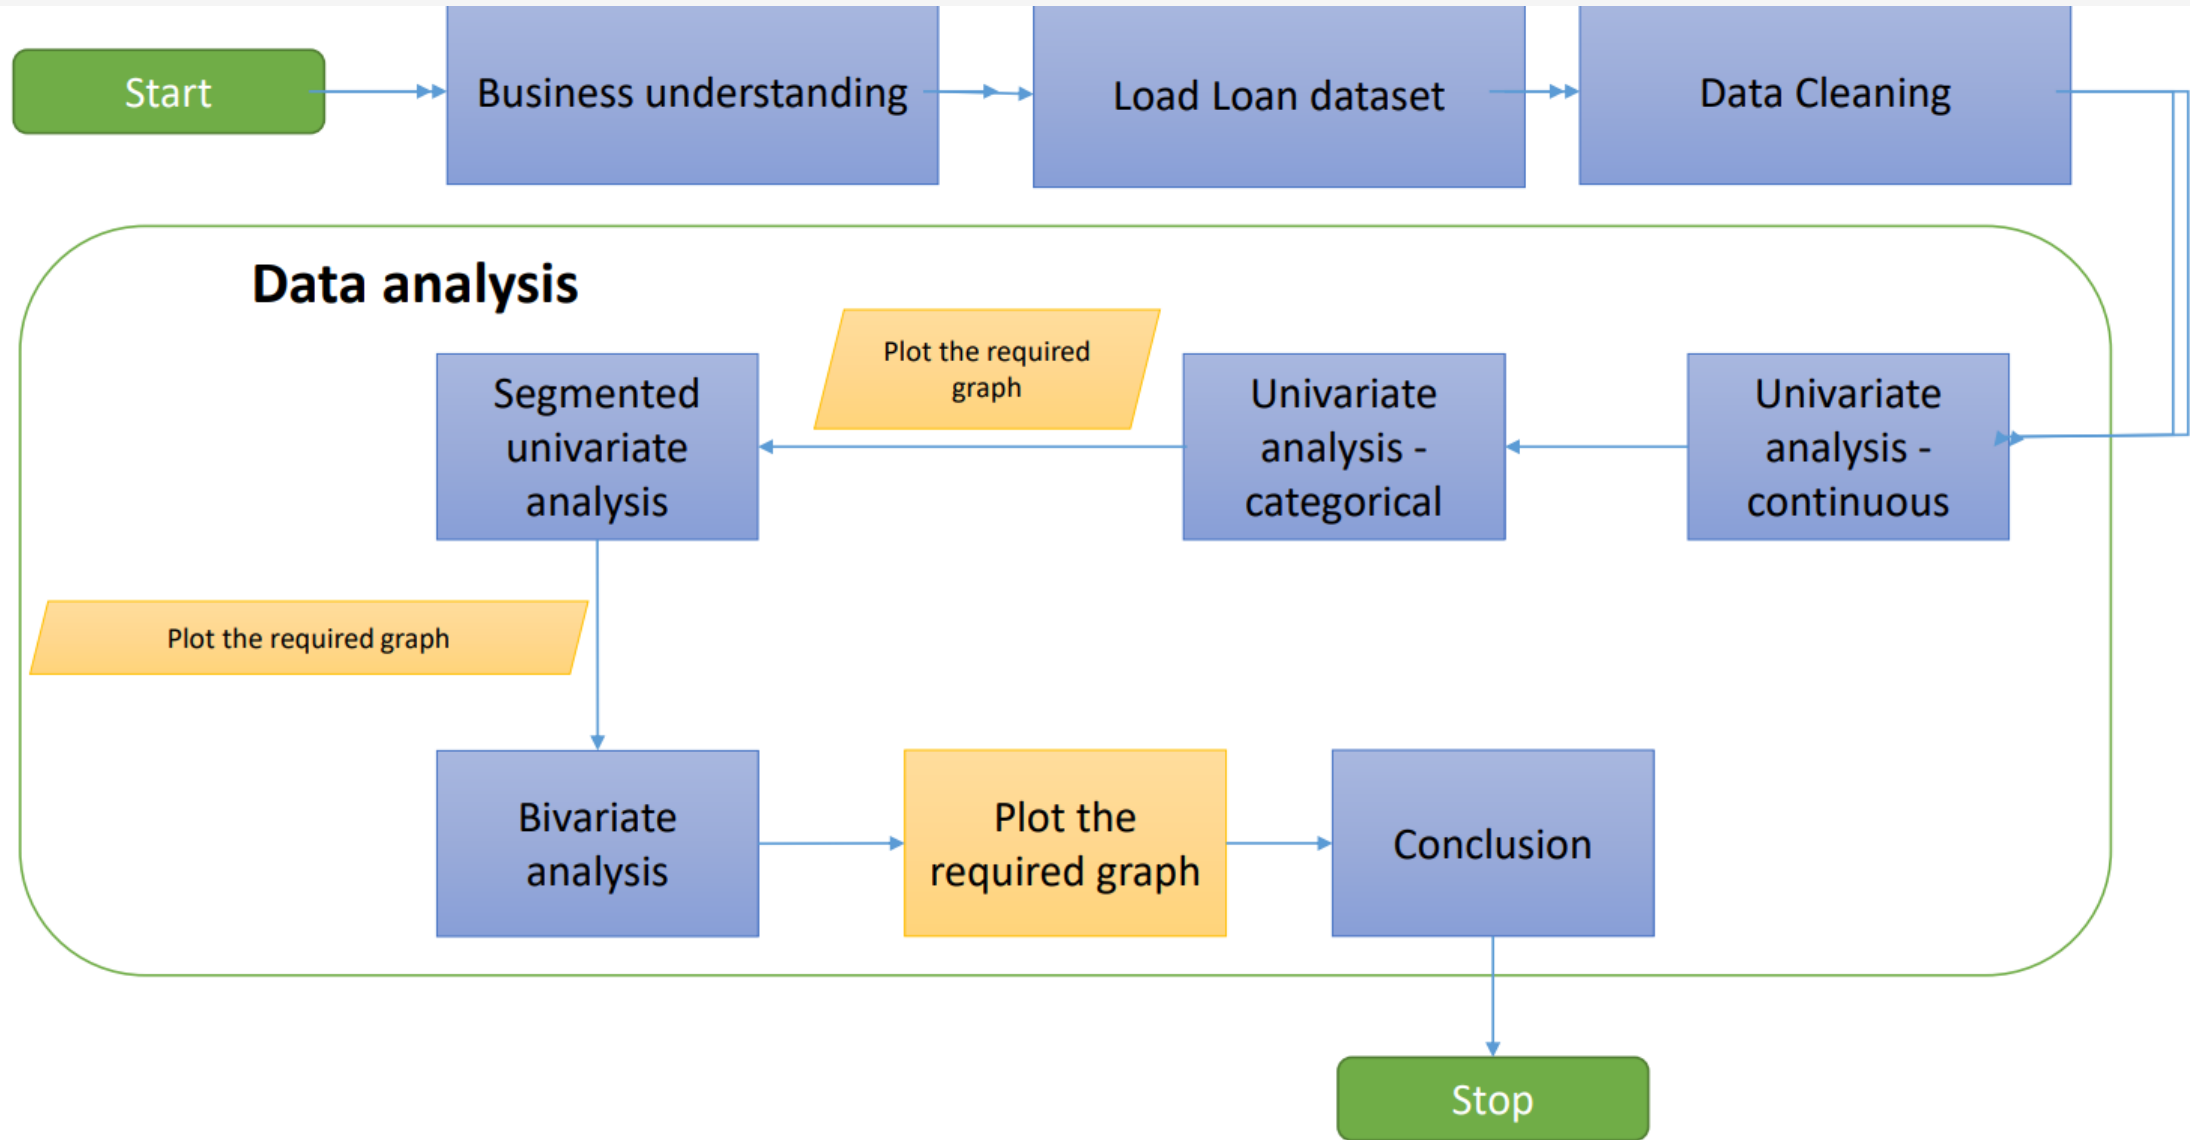 Start
Business understanding
Load Loan dataset
Data Cleaning
Data analysis
Plot the required
graph
Segmented
univariate
analysis
Univariate
analysis -
categorical
Univariate
analysis -
continuous
Plot the required graph
Bivariate
analysis
Plot the
required graph
Conclusion
Stop